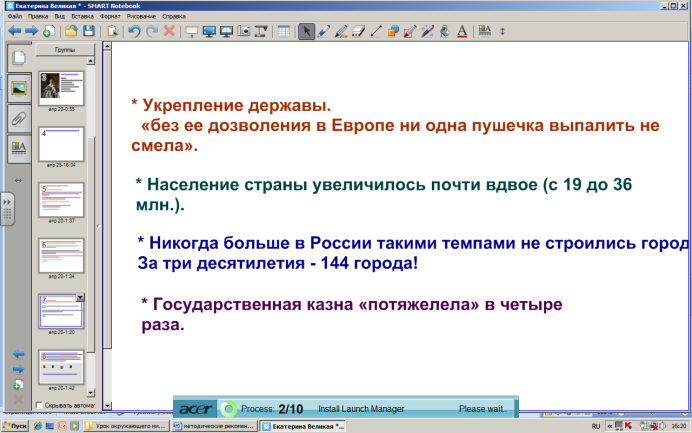 Екатерина Великая * - SMART Notebook
Файл Правка Вид Вставка Формат Рисование Справка
Группы
3
апр 23-0:55
4
апр 25-16:04
5
апр 23-1:37
6
апр 23-1:34
7
апр 23-1:20
8
апр 23-1:42
Скрывать автомат
* Укрепление державы.
«без ее дозволения в Европе ни одна пушечка выпалить не
смела».
* Население страны увеличилось почти вдвое (с 19 до 36
млн.).
* Никогда больше в России такими темпами не строились город
За три десятилетия - 144 города!
* Государственная казна «потяжелела» в четыре
раза.
acer Process: 2/10 Install Launch Manager Please wait.
Пуск Урок окружающего ми... методические рекомен... Екатерина Великая *... RU 16:20